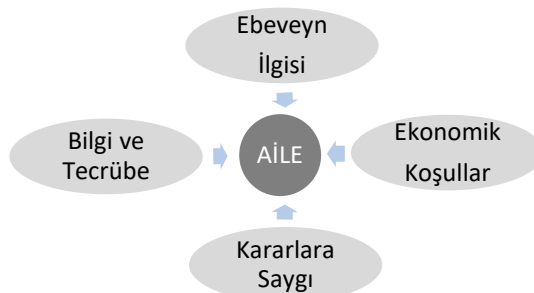 Ebeveyn
İlgisi
Bilgi ve
Tecrübe
AİLE
Ekonomik
Koşullar
Kararlara
Saygı